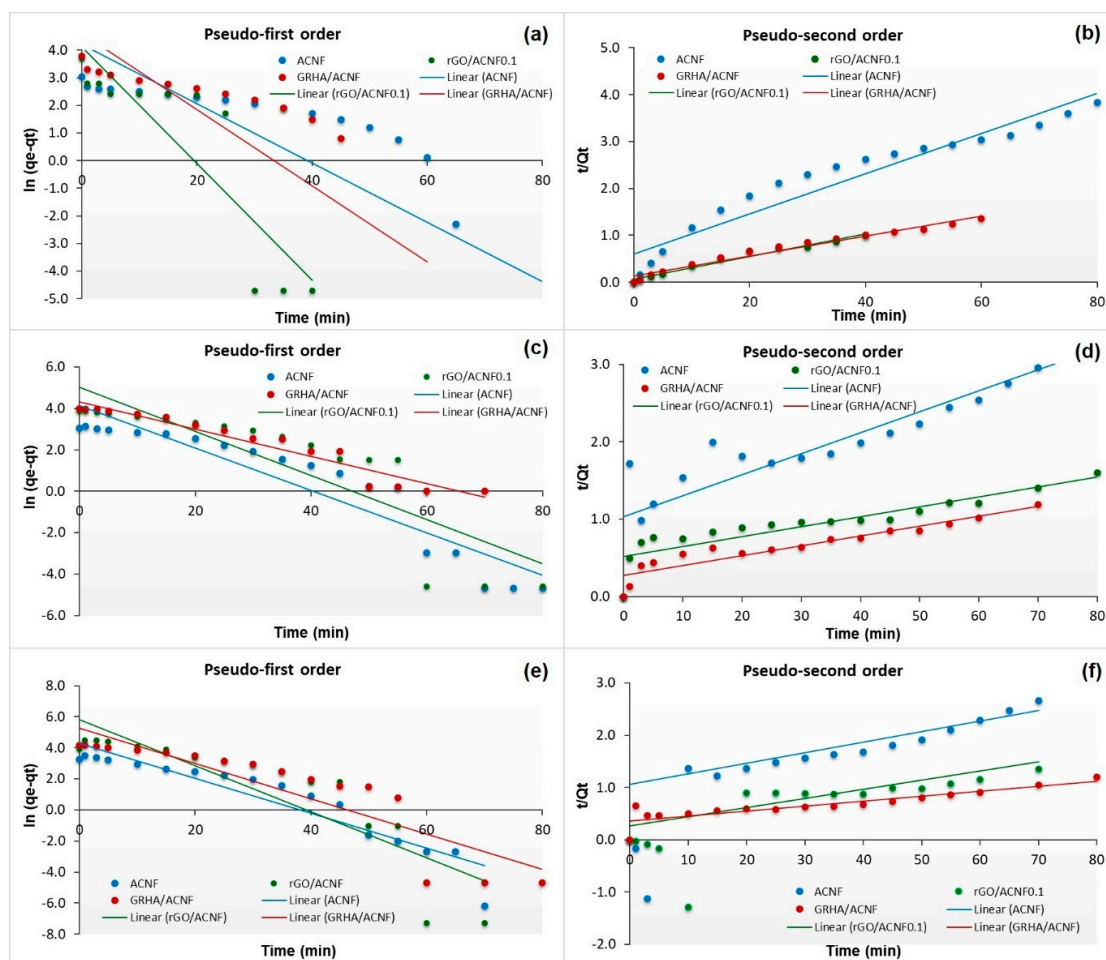 Pseudo-first order (a)
ACNF rGO/ACNF0.1
GRHA/ACNF Linear (ACNF)
Linear (rGO/ACNF0.1) Linear (GRHA/ACNF)
4.0
3.0
2.0
1.0
0.0
-1.0
-2.0
-3.0
-4.0
-5.0
0 20 40 60 80
ln (qe-qt)
Time (min)
Pseudo-second order (b)
ACNF rGO/ACNF0.1
GRHA/ACNF Linear (ACNF)
Linear (rGO/ACNF0.1) Linear (GRHA/ACNF)
5.0
4.0
3.0
2.0
1.0
0.0
0 20 40 60 80
t/Qt
Time (min)
Pseudo-first order (c)
ACNF rGO/ACNF0.1
GRHA/ACNF Linear (ACNF)
Linear (rGO/ACNF0.1) Linear (GRHA/ACNF)
6.0
4.0
2.0
0.0
-2.0
-4.0
-6.0
0 10 20 30 40 50 60 70 80
ln (qe-qt)
Time (min)
Pseudo-second order (d)
ACNF rGO/ACNF0.1
GRHA/ACNF Linear (ACNF)
Linear (rGO/ACNF0.1) Linear (GRHA/ACNF)
3.0
2.0
1.0
0.0
0 10 20 30 40 50 60 70 80
t/Qt
Time (min)
Pseudo-first order (e)
8.0
6.0
4.0
2.0
0.0
-2.0
-4.0
-6.0
-8.0
0 10 20 30 40 50 60 70 80
ln (qe-qt)
ACNF rGO/ACNF
GRHA/ACNF Linear (ACNF)
Linear (rGO/ACNF) Linear (GRHA/ACNF)
Time (min)
Pseudo-second order (f)
3.0
2.0
1.0
0.0
-1.0
-2.0
0 10 20 30 40 50 60 70 80
t/Qt
ACNF rGO/ACNF0.1
GRHA/ACNF Linear (ACNF)
Linear (rGO/ACNF0.1) Linear (GRHA/ACNF)
Time (min)